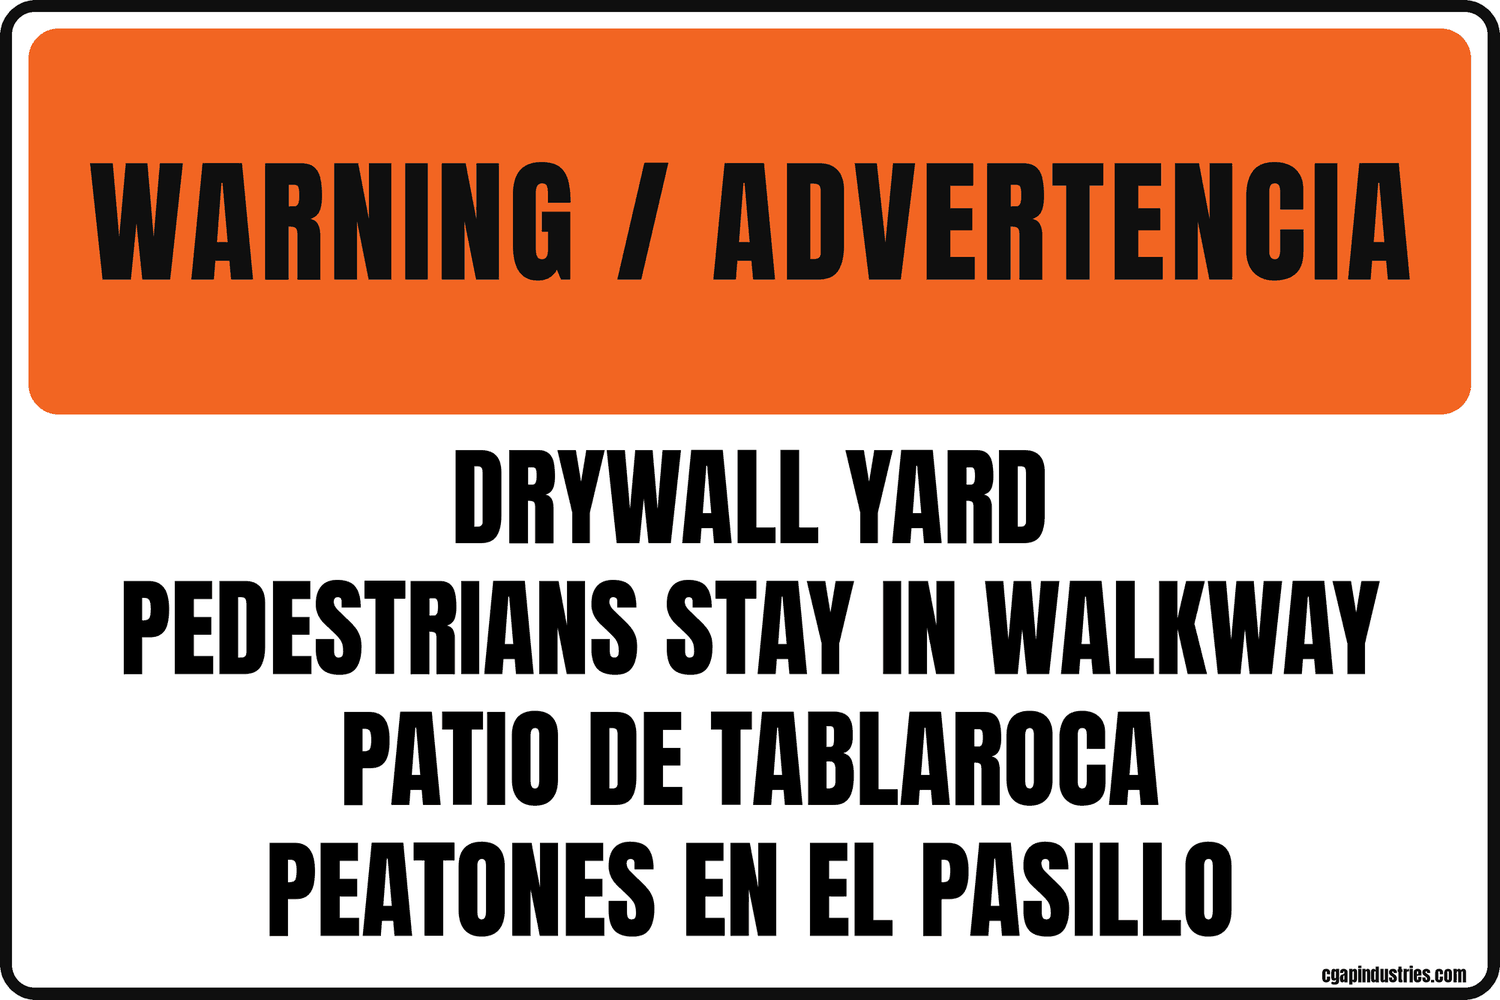 WARNING / ADVERTENCIA
DRYWALL YARD
PEDESTRIANS STAY IN WALKWAY
PATIO DE TABLAROCA
PEATONES EN EL PASILLO
cgapindustries.com